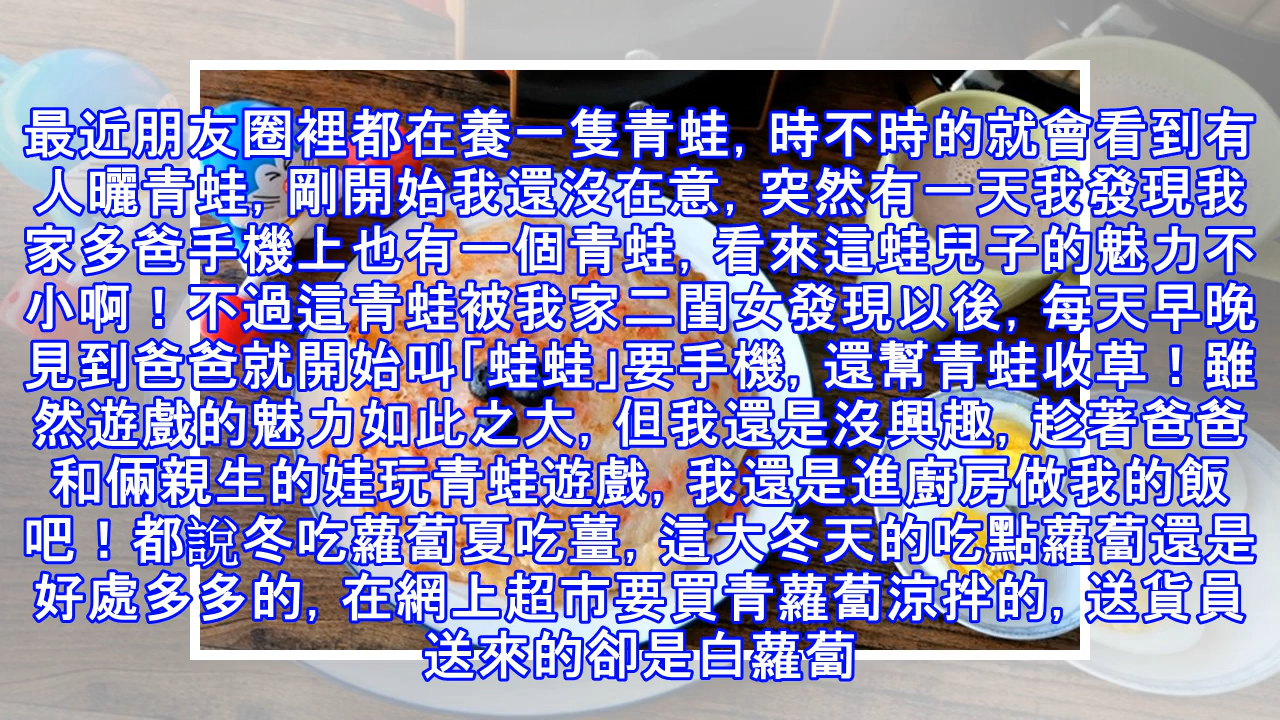 最近朋友圈裡都在養一隻青蛙, 時不時的就會看到有
人曬青蛙, 剛開始我還沒在意, 突然有一天我發現我
家多爸手機上也有一個青蛙, 看來這蛙兒子的魅力不
小啊！不過這青蛙被我家二閨女發現以後, 每天早晚
見到爸爸就開始叫「蛙蛙」要手機, 還幫青蛙收草！雖
然遊戲的魅力如此之大, 但我還是沒興趣, 趁著爸爸
和倆親生的娃玩青蛙遊戲, 我還是進廚房做我的飯
吧！都說冬吃蘿蔔夏吃薑, 這大冬天的吃點蘿蔔還是
好處多多的, 在網上超市要買青蘿蔔涼拌的, 送貨員
送來的卻是白蘿蔔